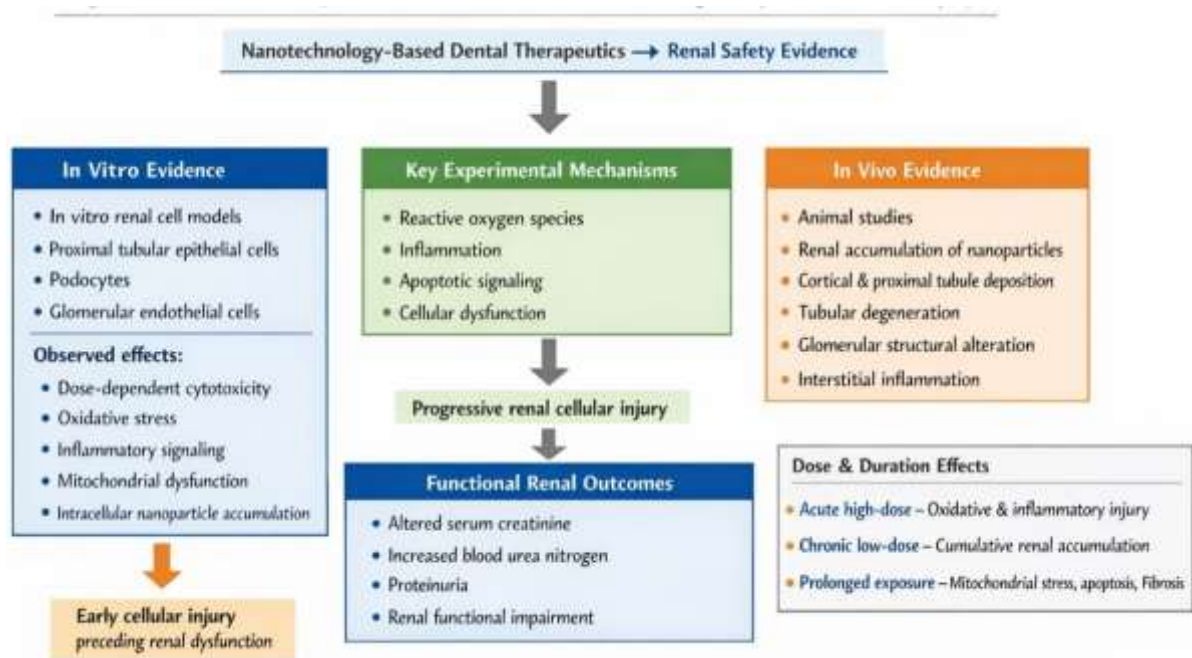 Nanotechnology-Based Dental Therapeutics → Renal Safety Evidence
In Vitro Evidence
• In vitro renal cell models
• Proximal tubular epithelial cells
• Podocytes
• Glomerular endothelial cells
Observed effects:
• Dose-dependent cytotoxicity
• Oxidative stress
• Inflammatory signaling
• Mitochondrial dysfunction
• Intracellular nanoparticle accumulation
Early cellular injury
preceding renal dysfunction
Key Experimental Mechanisms
• Reactive oxygen species
• Inflammation
• Apoptotic signaling
• Cellular dysfunction
Progressive renal cellular injury
Functional Renal Outcomes
• Altered serum creatinine
• Increased blood urea nitrogen
• Proteinuria
• Renal functional impairment
In Vivo Evidence
• Animal studies
• Renal accumulation of nanoparticles
• Cortical & proximal tubule deposition
• Tubular degeneration
• Glomerular structural alteration
• Interstitial inflammation
Dose & Duration Effects
• Acute high-dose – Oxidative & inflammatory injury
• Chronic low-dose – Cumulative renal accumulation
• Prolonged exposure – Mitochondrial stress, apoptosis, Fibrosis